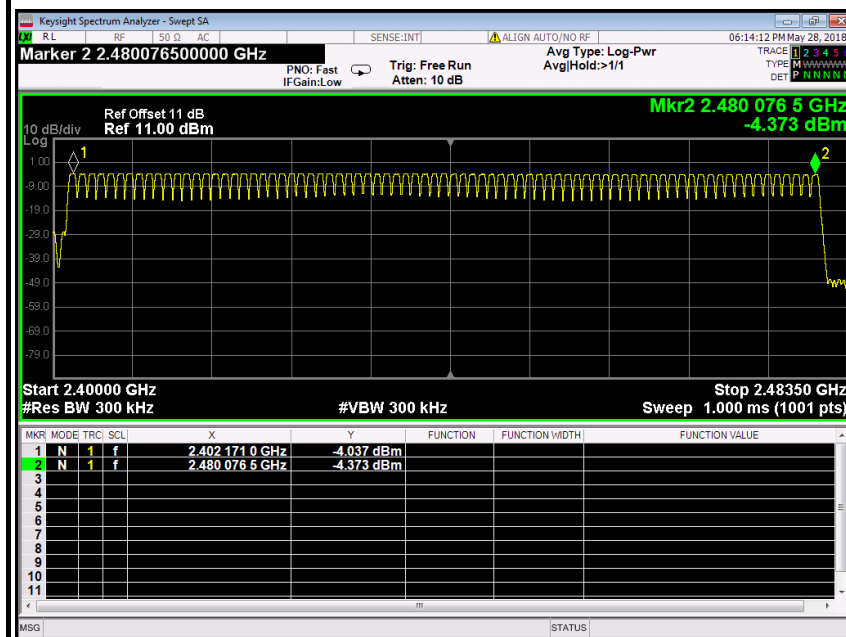 Keysight Spectrum Analyzer - Swept SA
LXI RL RF 50 Ω AC SENSE:INT ALIGN AUTO/NO RF 06:14:12 PM May 28, 2018
Marker 2 2.480076500000 GHz
PNO: Fast
IFGain:Low
Trig: Free Run
Atten: 10 dB
Avg Type: Log-Pwr
Avg|Hold:>1/1
TRACE 1 2 3 4 5
TYPE M
DET P N N N N
Mkr2 2.480 076 5 GHz
-4.373 dBm
Ref Offset 11 dB
10 dB/div Ref 11.00 dBm
Log
1 2
1.00
-9.00
-19.0
-29.0
-39.0
-49.0
-59.0
-69.0
-79.0
Start 2.40000 GHz Stop 2.48350 GHz
#Res BW 300 kHz #VBW 300 kHz Sweep 1.000 ms (1001 pts)
MKR MODE TRC SCL X Y FUNCTION FUNCTION WIDTH FUNCTION VALUE
1 N 1 f 2.402 171 0 GHz -4.037 dBm
2 N 1 f 2.480 076 5 GHz -4.373 dBm
3
4
5
6
7
8
9
10
11
MSG STATUS